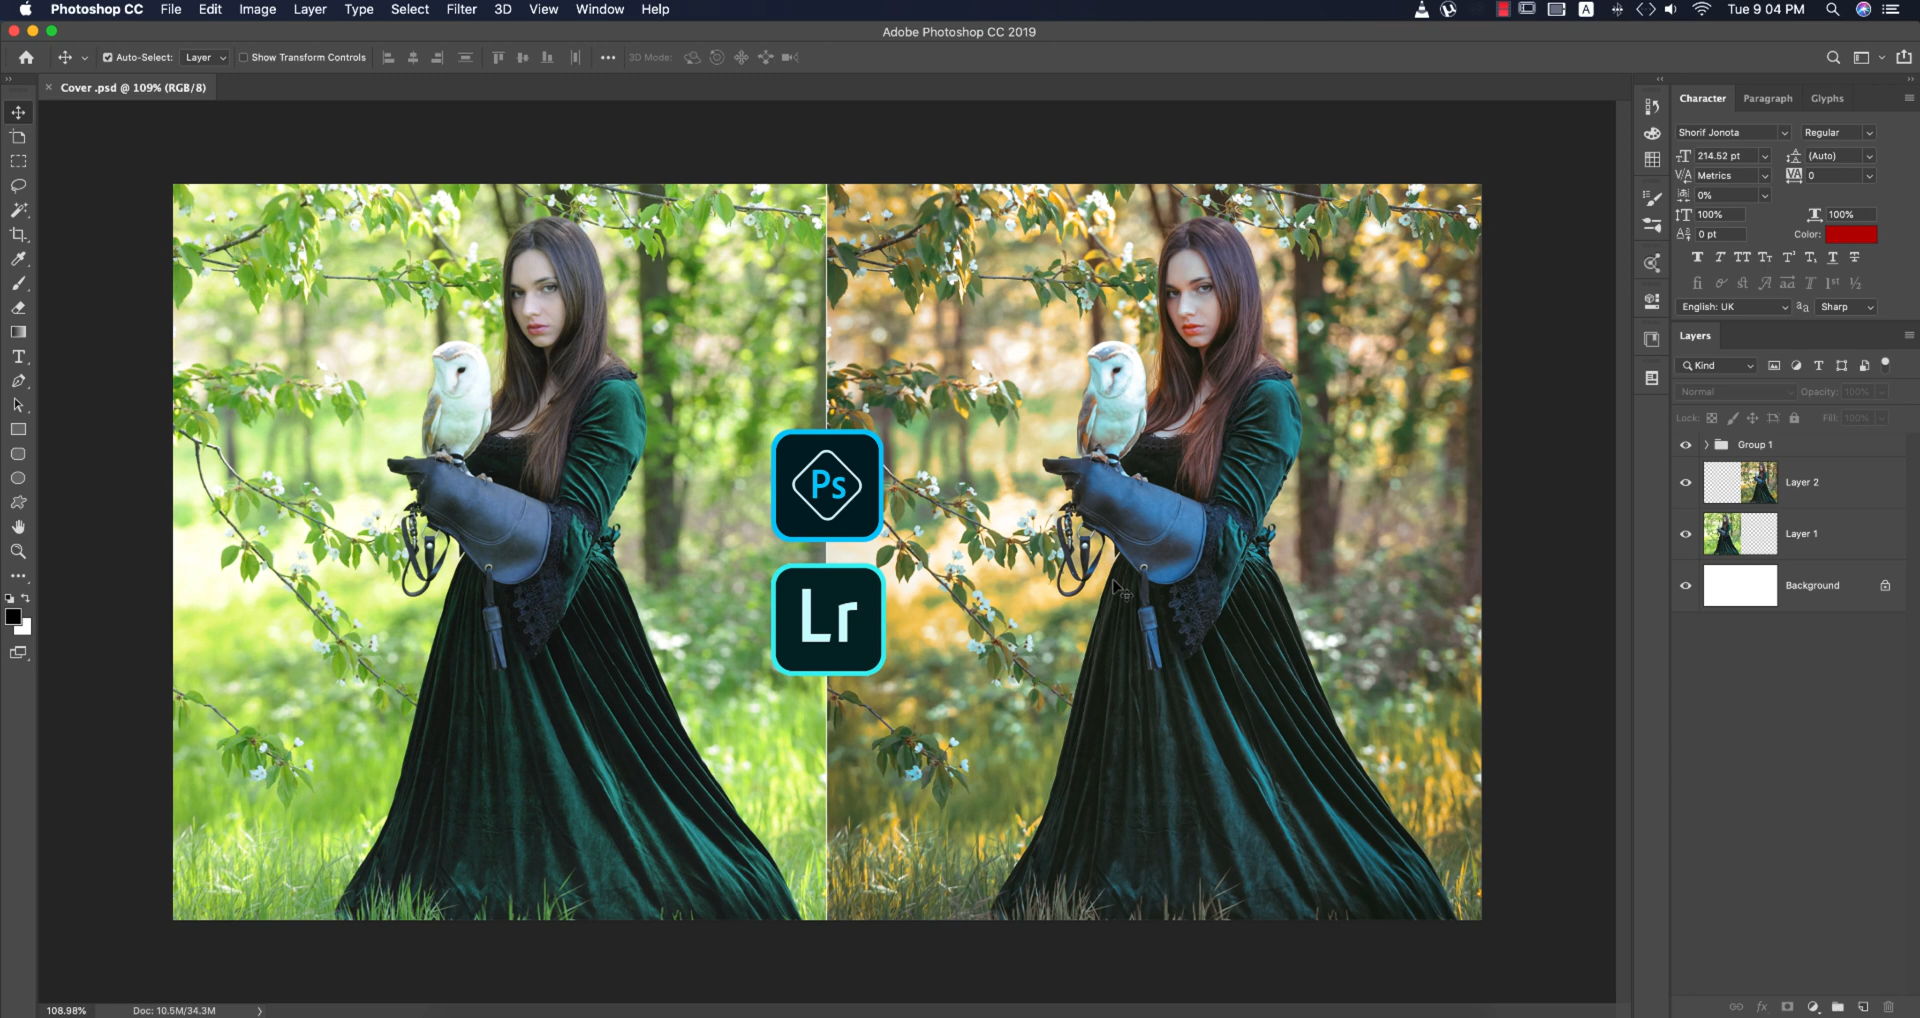 Photoshop CC File Edit Image Layer Type Select Filter 3D View Window Help A Tue 9 04 PM
Adobe Photoshop CC 2019
Auto-Select: Layer Show Transform Controls 3D Mode:
Cover .psd @ 109% (RGB/8)
Character Paragraph Glyphs
Shorif Jonota Regular
214.52 pt (Auto)
Metrics 0
0%
100% 100%
0 pt Color:
English: UK Sharp
Layers
Kind
Normal Opacity: 100%
Lock: Fill: 100%
Group 1
Layer 2
Layer 1
Background
Ps
Lr
108.98% Doc: 10.5M/34.3M